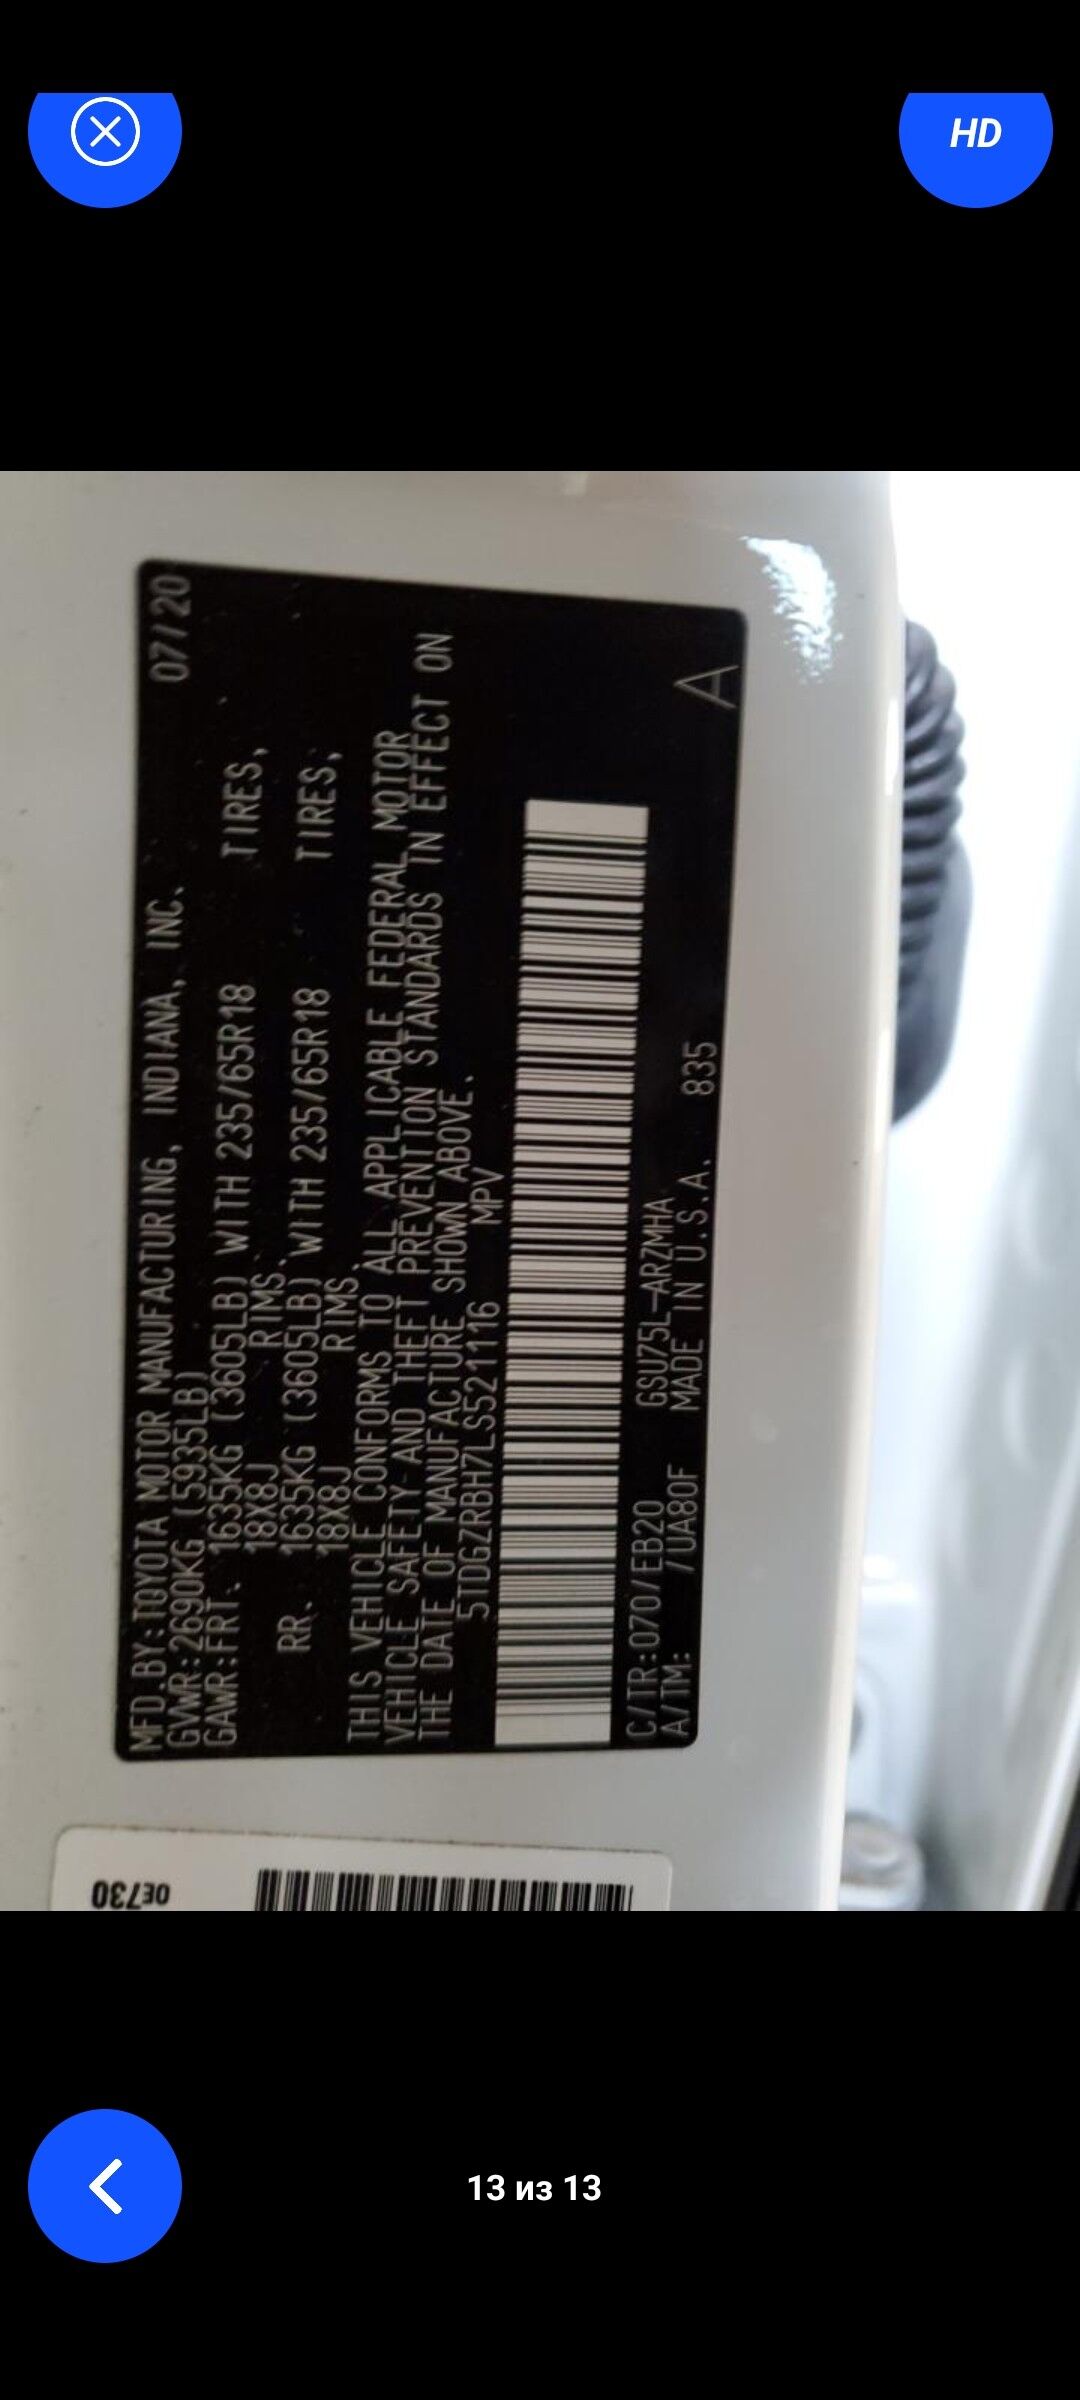 HD
MFD.BY:TOYOTA MOTOR MANUFACTURING, INDIANA, INC. 07/20
GVWR:2690KG (5935LB)
GAWR:FRT. 1635KG (3605LB) WITH 235/65R18 TIRES,
18X8J RIMS.
RR. 1635KG (3605LB) WITH 235/65R18 TIRES,
18X8J RIMS.
THIS VEHICLE CONFORMS TO ALL APPLICABLE FEDERAL MOTOR
VEHICLE SAFETY AND THEFT PREVENTION STANDARDS IN EFFECT ON
THE DATE OF MANUFACTURE SHOWN ABOVE.
5TDGZRBH7LS521116 MPV
C/TR:070/EB20 GSU75L-ARZMHA
A/TM: /UA80F MADE IN U.S.A. 835 A
0E730
13 из 13